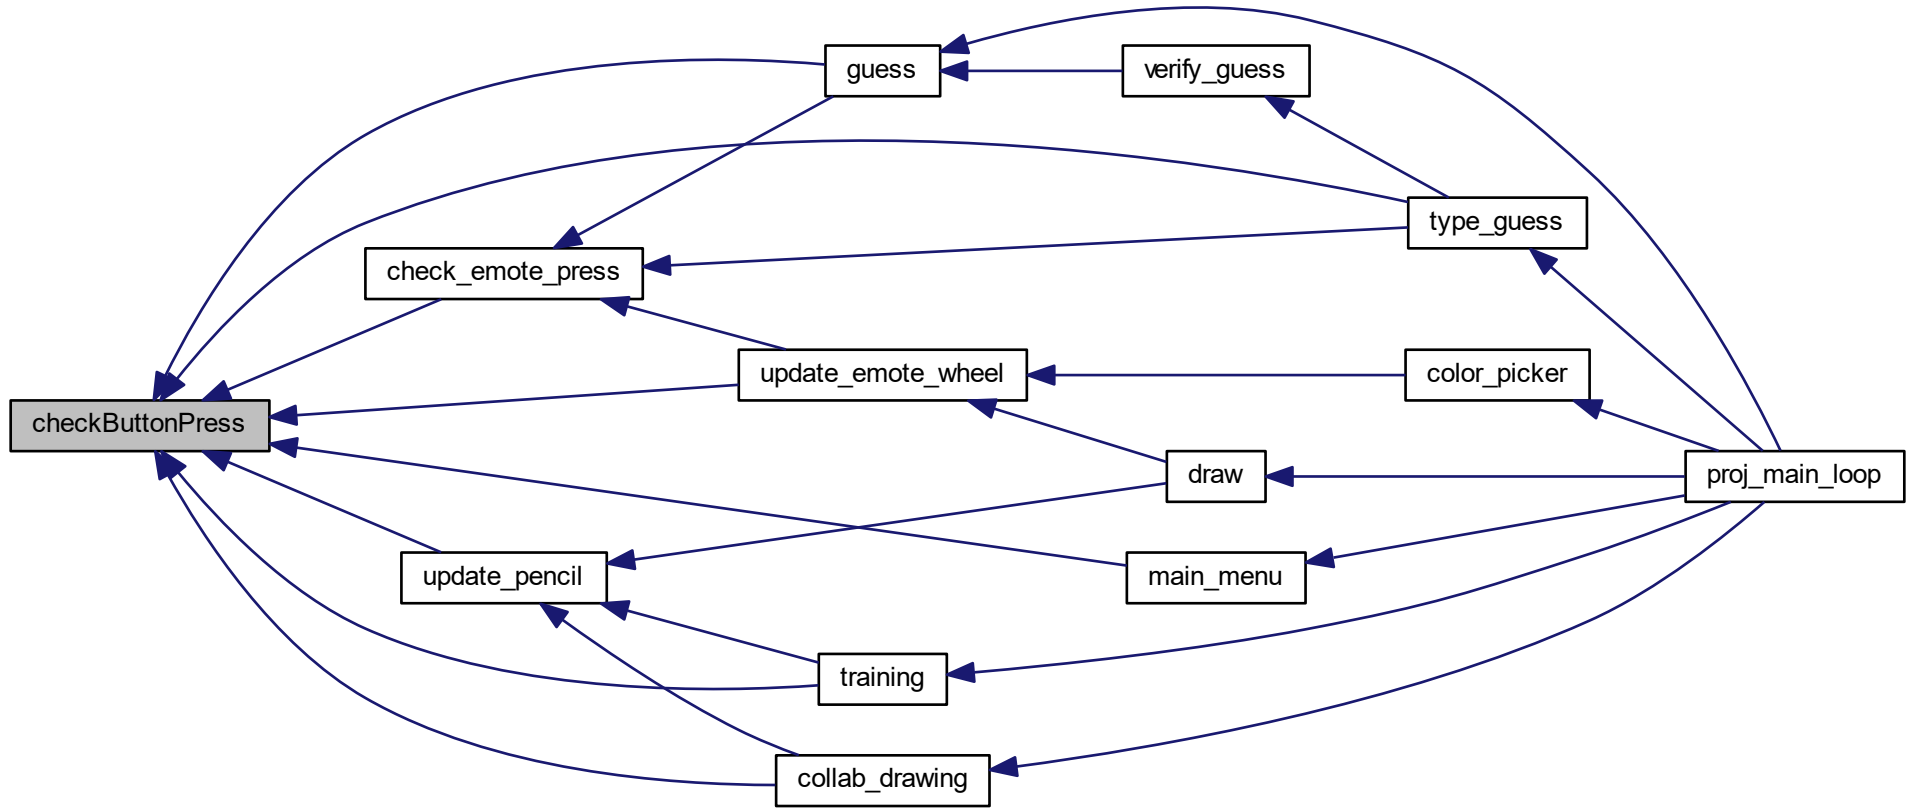 guess
verify_guess
type_guess
check_emote_press
update_emote_wheel
color_picker
checkButtonPress
draw
proj_main_loop
update_pencil
main_menu
training
collab_drawing